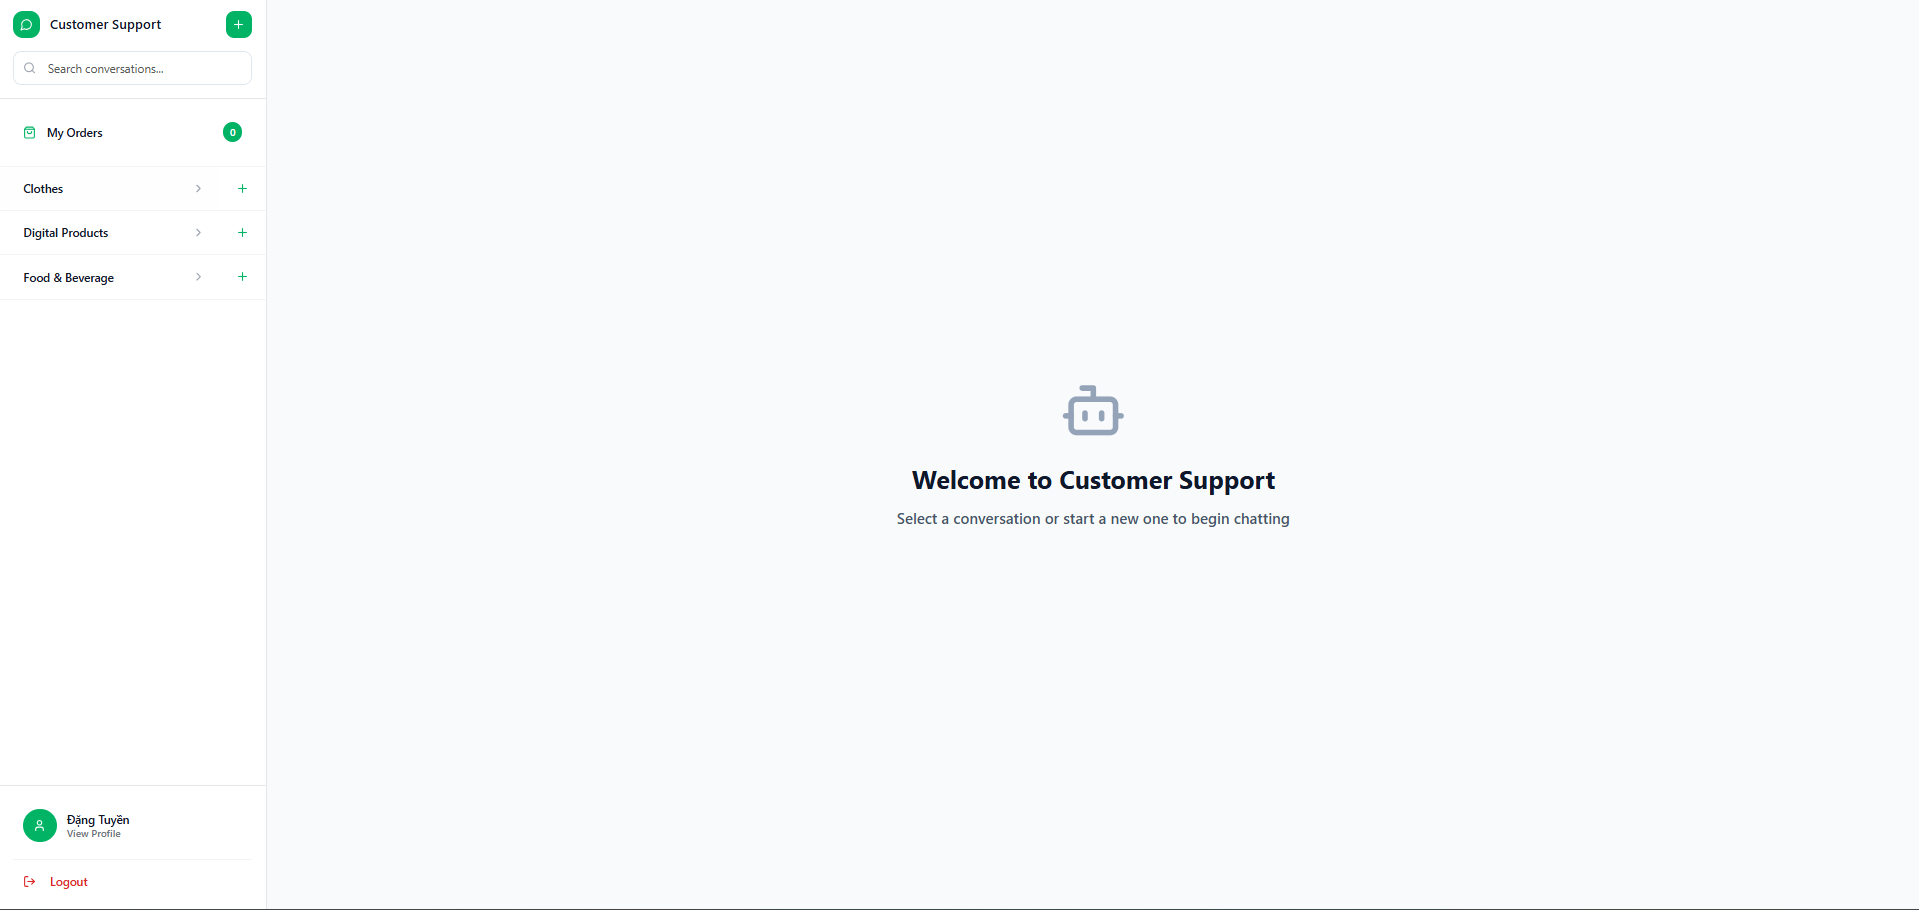 Customer Support
Search conversations...
My Orders
0
Clothes
Digital Products
Food & Beverage
Welcome to Customer Support
Select a conversation or start a new one to begin chatting
Đặng Tuyền
View Profile
Logout